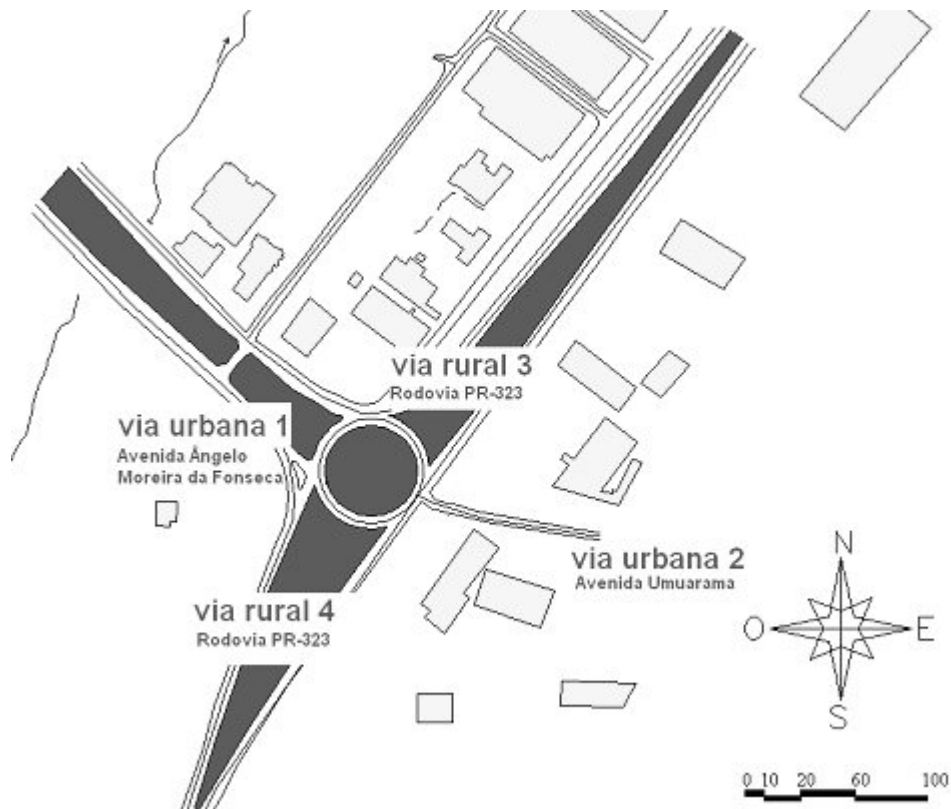 via rural 3
Rodovia PR-323
via urbana 1
Avenida Ângelo
Moreira da Fonseca
via urbana 2
Avenida Umuarama
via rural 4
Rodovia PR-323
N
O E
S
0 10 20 60 100